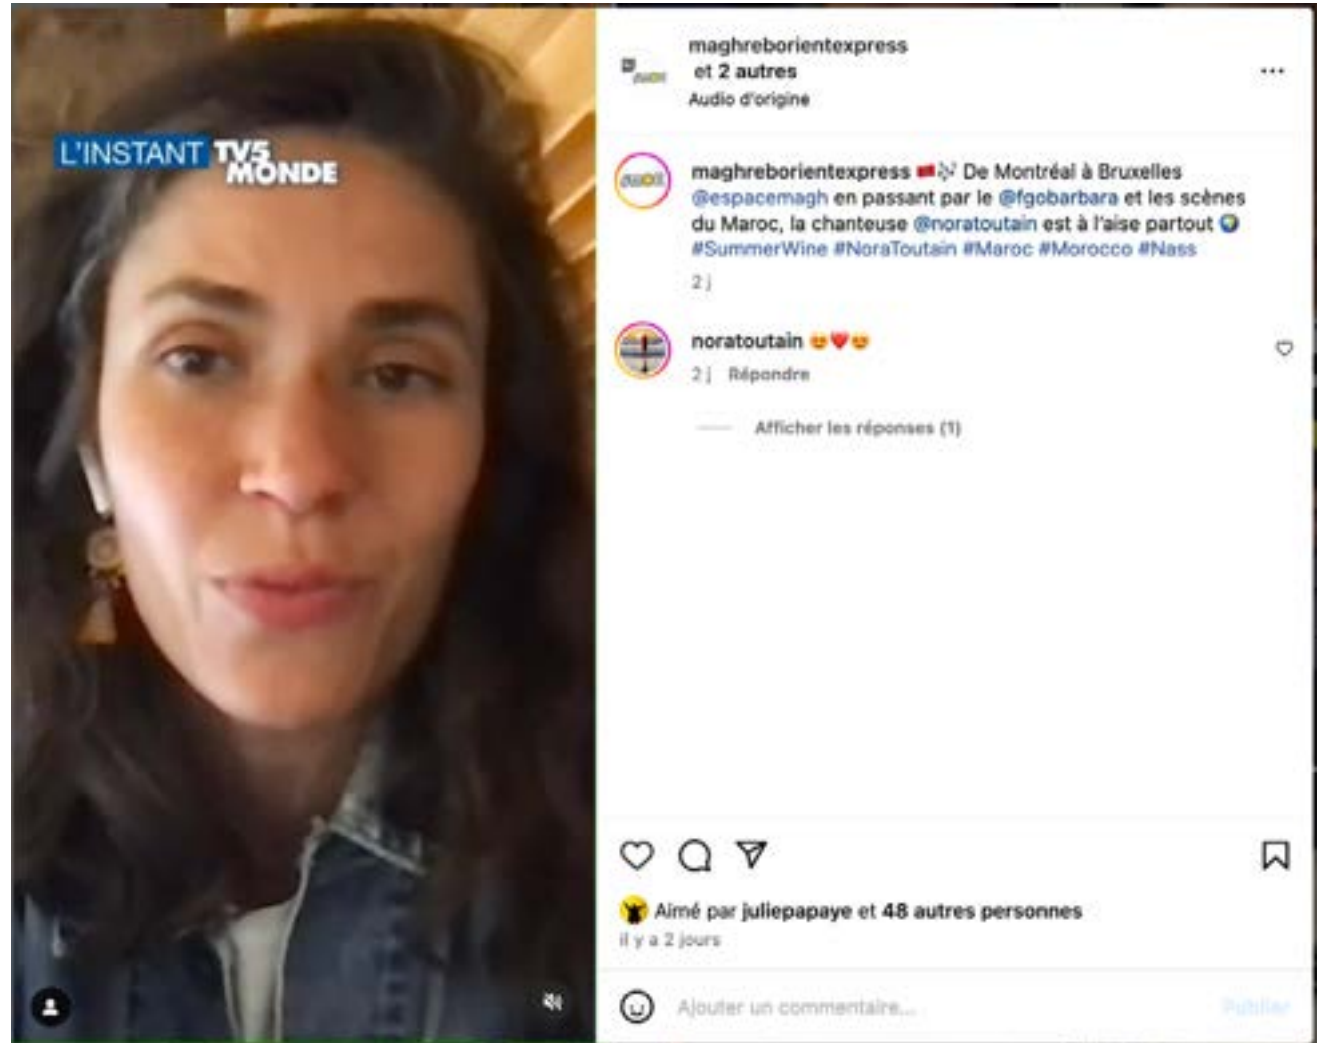 L'INSTANT TV5
MONDE
maghreborientexpress
et 2 autres
Audio d'origine
maghreborientexpress 🇲🇦🎶 De Montréal à Bruxelles
@espacemagh en passant par le @fgobarbara et les scènes
du Maroc, la chanteuse @noratoutain est à l'aise partout 🌍
#SummerWine #NoraToutain #Maroc #Morocco #Nass
2 j
noratoutain 😍❤️😍
2 j Répondre
Afficher les réponses (1)
Aimé par juliepapaye et 48 autres personnes
il y a 2 jours
Ajouter un commentaire...
Publier